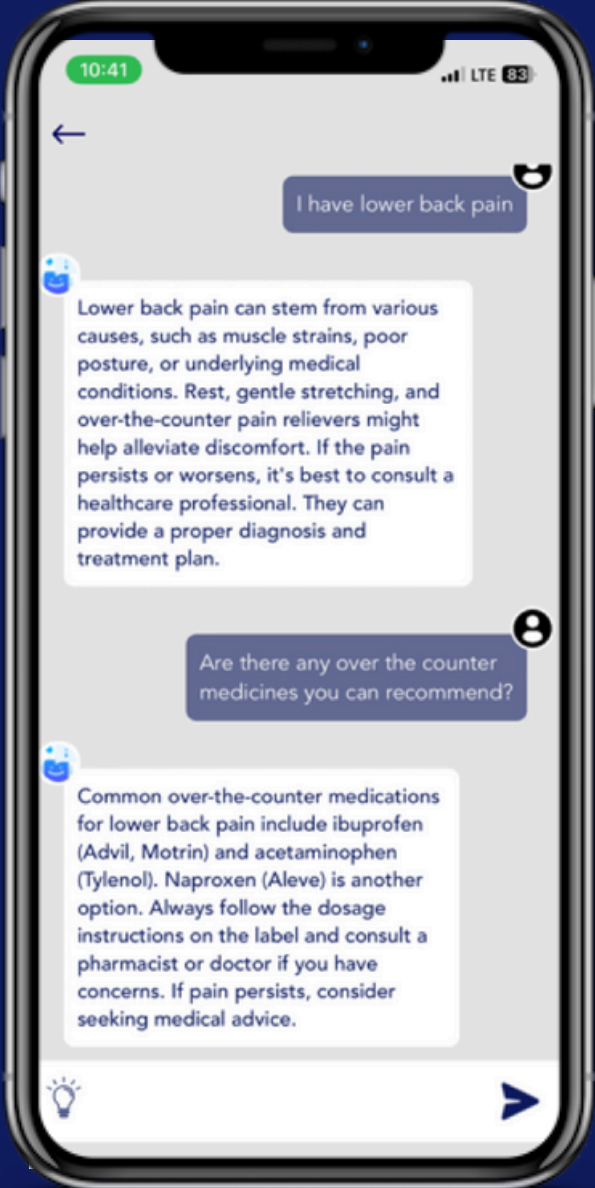 10:41
LTE 83
I have lower back pain
Lower back pain can stem from various
causes, such as muscle strains, poor
posture, or underlying medical
conditions. Rest, gentle stretching, and
over-the-counter pain relievers might
help alleviate discomfort. If the pain
persists or worsens, it's best to consult a
healthcare professional. They can
provide a proper diagnosis and
treatment plan.
Are there any over the counter
medicines you can recommend?
Common over-the-counter medications
for lower back pain include ibuprofen
(Advil, Motrin) and acetaminophen
(Tylenol). Naproxen (Aleve) is another
option. Always follow the dosage
instructions on the label and consult a
pharmacist or doctor if you have
concerns. If pain persists, consider
seeking medical advice.